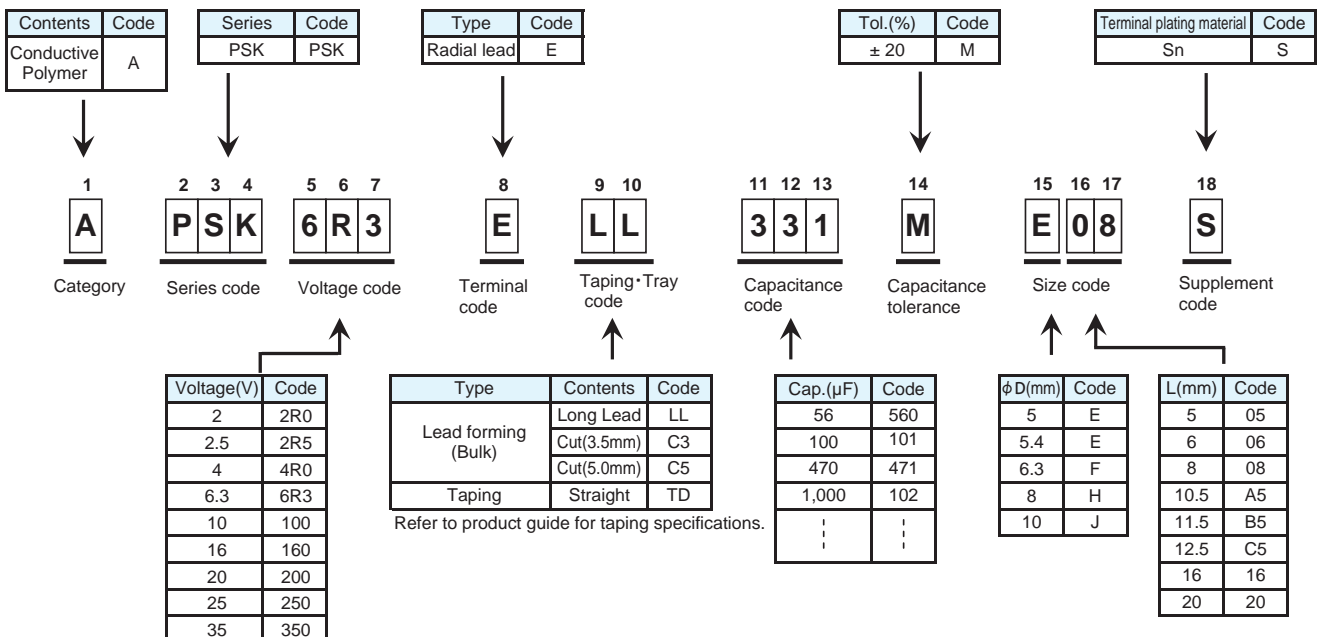 Contents Code
Conductive Polymer A
Series Code
PSK PSK
Type Code
Radial lead E
Tol.(%) Code
± 20 M
Terminal plating material Code
Sn S
1 2 3 4 5 6 7 8 9 10 11 12 13 14 15 16 17 18
A P S K 6 R 3 E L L 3 3 1 M E 0 8 S
Category
Series code
Voltage code
Terminal code
Taping・Tray code
Capacitance code
Capacitance tolerance
Size code
Supplement code
Voltage(V) Code
2 2R0
2.5 2R5
4 4R0
6.3 6R3
10 100
16 160
20 200
25 250
35 350
Type Contents Code
Lead forming (Bulk)
Long Lead LL
Cut(3.5mm) C3
Cut(5.0mm) C5
Taping Straight TD
Refer to product guide for taping specifications.
Cap.(μF) Code
56 560
100 101
470 471
1,000 102
φD(mm) Code
5 E
5.4 E
6.3 F
8 H
10 J
L(mm) Code
5 05
6 06
8 08
10.5 A5
11.5 B5
12.5 C5
16 16
20 20